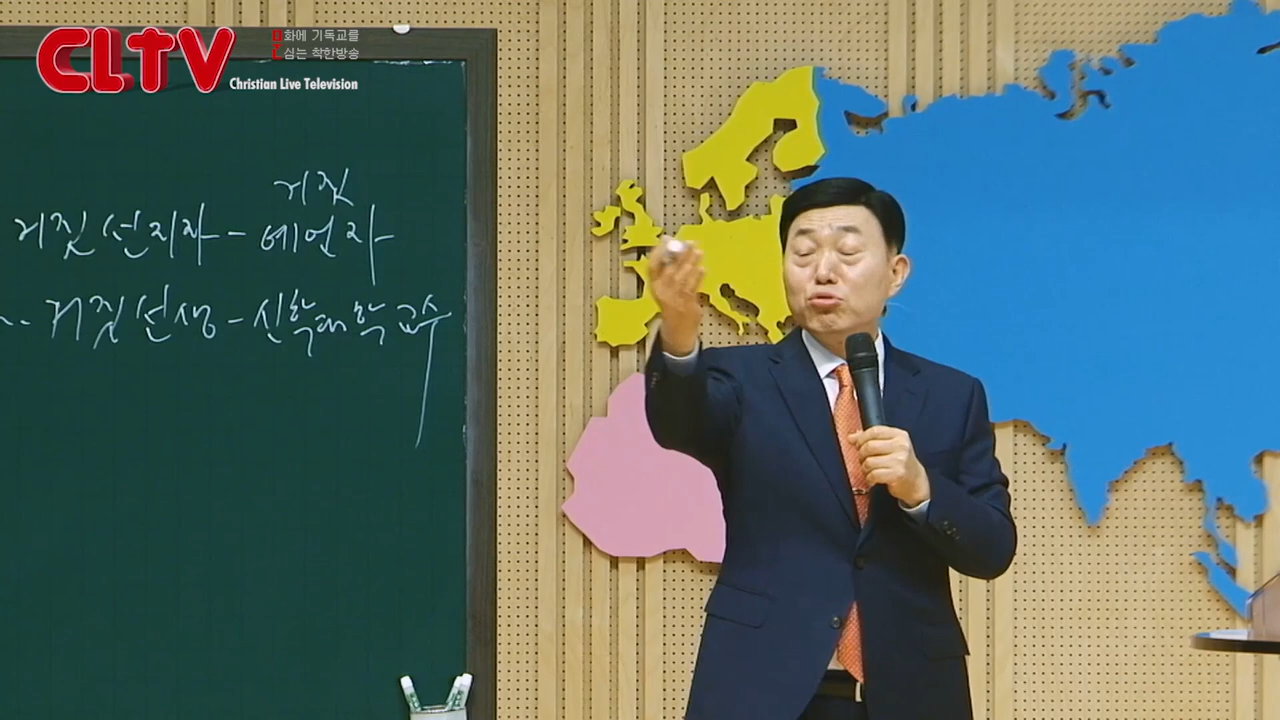 CLTV
문화에 기독교를
심는 착한방송
Christian Live Television
거짓
거짓선지자 - 예언자
거짓선생 - 신학대학교수